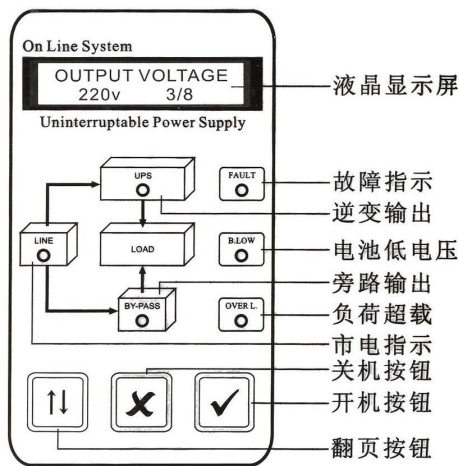 On Line System
OUTPUT VOLTAGE
220v 3/8
液晶显示屏
Uninterruptable Power Supply
UPS
FAULT
故障指示
逆变输出
LINE
LOAD
B.LOW
电池低电压
旁路输出
BY-PASS
OVER L.
负荷超载
市电指示
关机按钮
开机按钮
翻页按钮